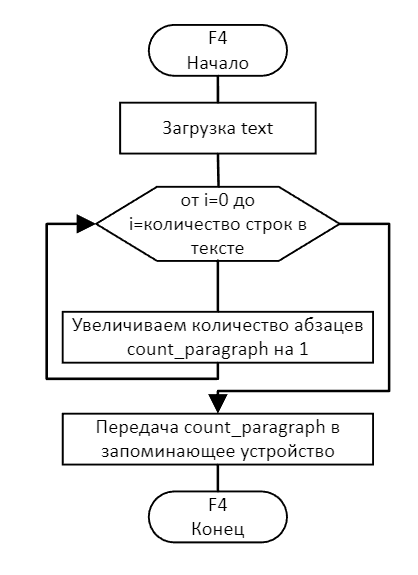 F4
Начало
Загрузка text
от i=0 до
i=количество строк в
тексте
Увеличиваем количество абзацев
count_paragraph на 1
Передача count_paragraph в
запоминающее устройство
F4
Конец